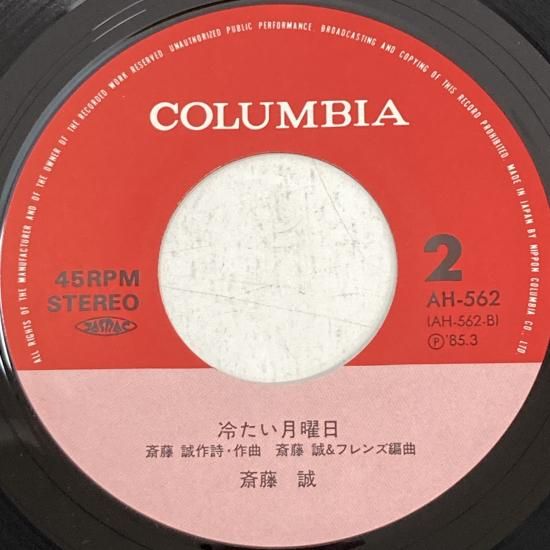 ALL RIGHTS OF THE MANUFACTURER AND OF THE OWNER OF THE RECORDED WORK RESERVED. UNAUTHORIZED PUBLIC PERFORMANCE. BROADCASTING AND COPYING OF THIS RECORD PROHIBITED. MADE IN JAPAN BY NIPPON COLUMBIA CO., LTD.
COLUMBIA
45RPM
STEREO
JASRAC
2
AH-562
(AH-562-B)
Ⓟ'85.3
冷たい月曜日
斎藤 誠作詩・作曲 斎藤 誠&フレンズ編曲
斎藤 誠